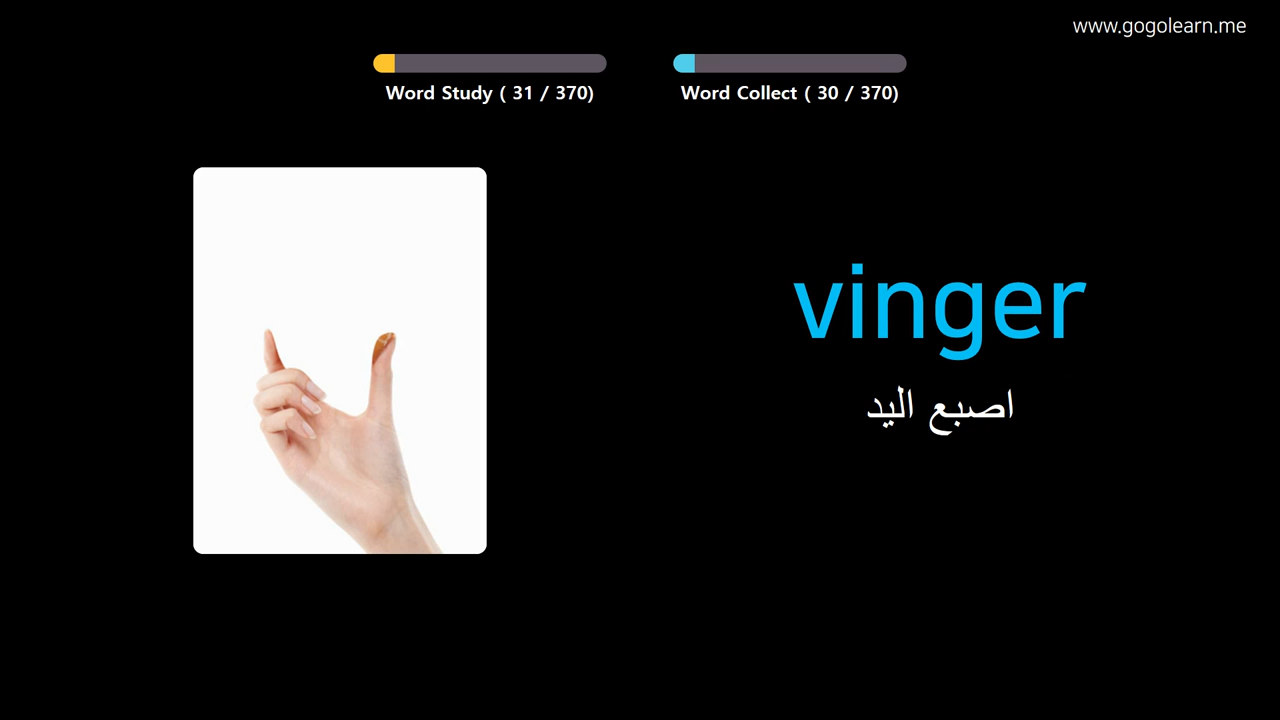 www.gogolearn.me
Word Study ( 31 / 370)
Word Collect ( 30 / 370)
vinger
اصبع اليد